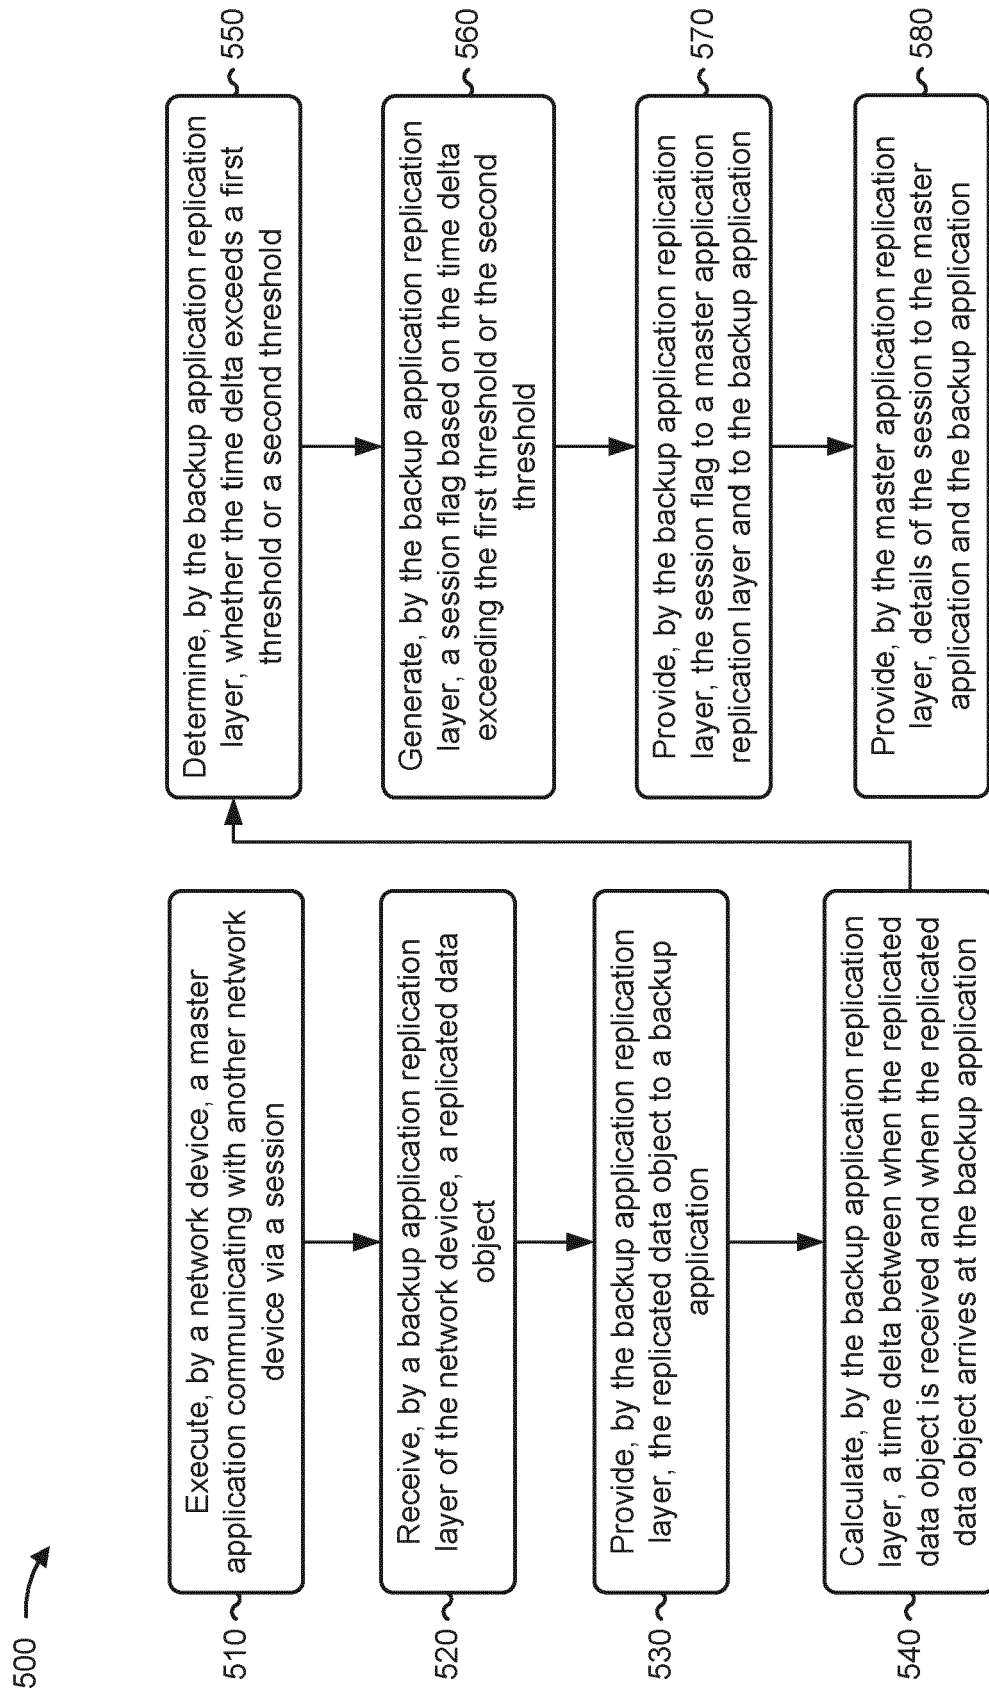 500
510
Execute, by a network device, a master
application communicating with another network
device via a session
520
Receive, by a backup application replication
layer of the network device, a replicated data
object
530
Provide, by the backup application replication
layer, the replicated data object to a backup
application
540
Calculate, by the backup application replication
layer, a time delta between when the replicated
data object is received and when the replicated
data object arrives at the backup application
550
Determine, by the backup application replication
layer, whether the time delta exceeds a first
threshold or a second threshold
560
Generate, by the backup application replication
layer, a session flag based on the time delta
exceeding the first threshold or the second
threshold
570
Provide, by the backup application replication
layer, the session flag to a master application
replication layer and to the backup application
580
Provide, by the master application replication
layer, details of the session to the master
application and the backup application